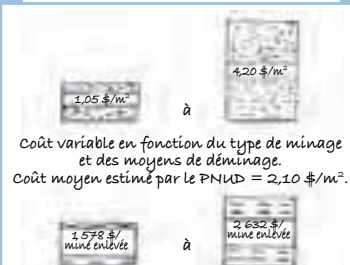 4,20 $/m²
1,05 $/m²
à
Coût variable en fonction du type de minage
et des moyens de déminage.
Coût moyen estimé par le PNUD = 2,10 $/m².
1 578 $/
mine enlevée
à
2 632 $/
mine enlevée